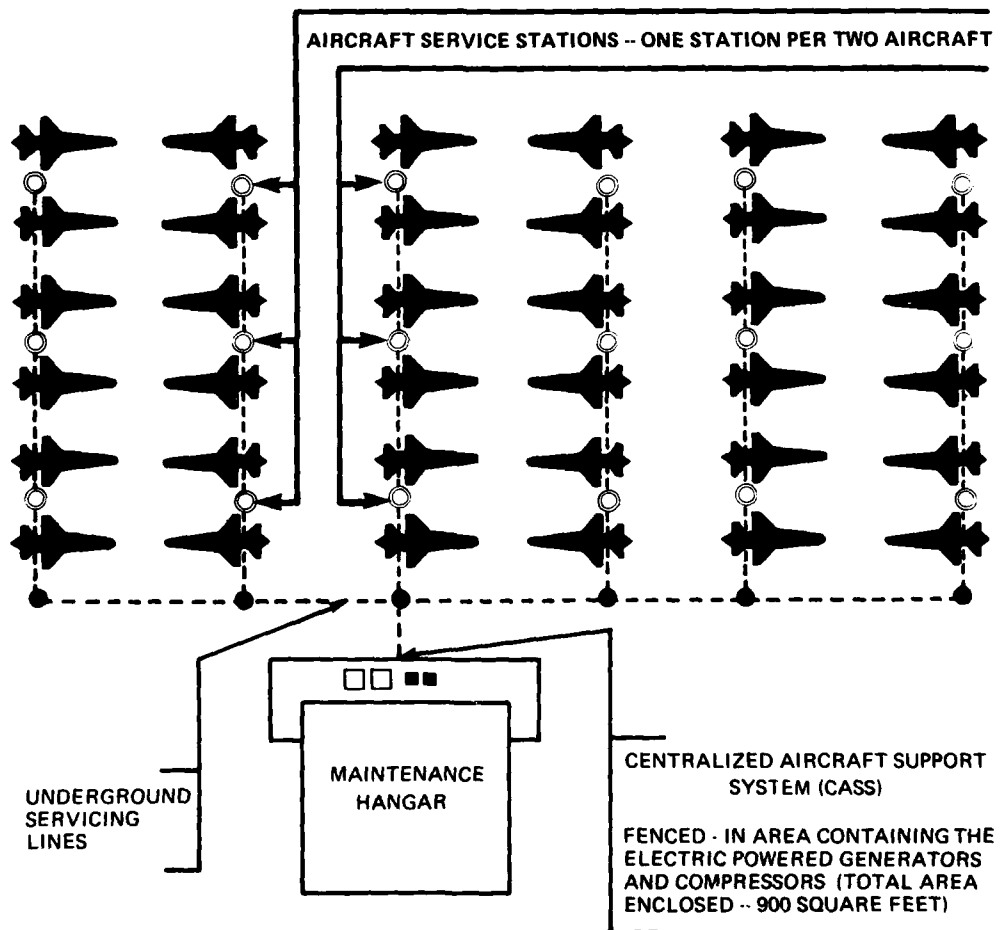 AIRCRAFT SERVICE STATIONS -- ONE STATION PER TWO AIRCRAFT
UNDERGROUND
SERVICING
LINES
MAINTENANCE
HANGAR
CENTRALIZED AIRCRAFT SUPPORT
SYSTEM (CASS)
FENCED - IN AREA CONTAINING THE
ELECTRIC POWERED GENERATORS
AND COMPRESSORS (TOTAL AREA
ENCLOSED -- 900 SQUARE FEET)